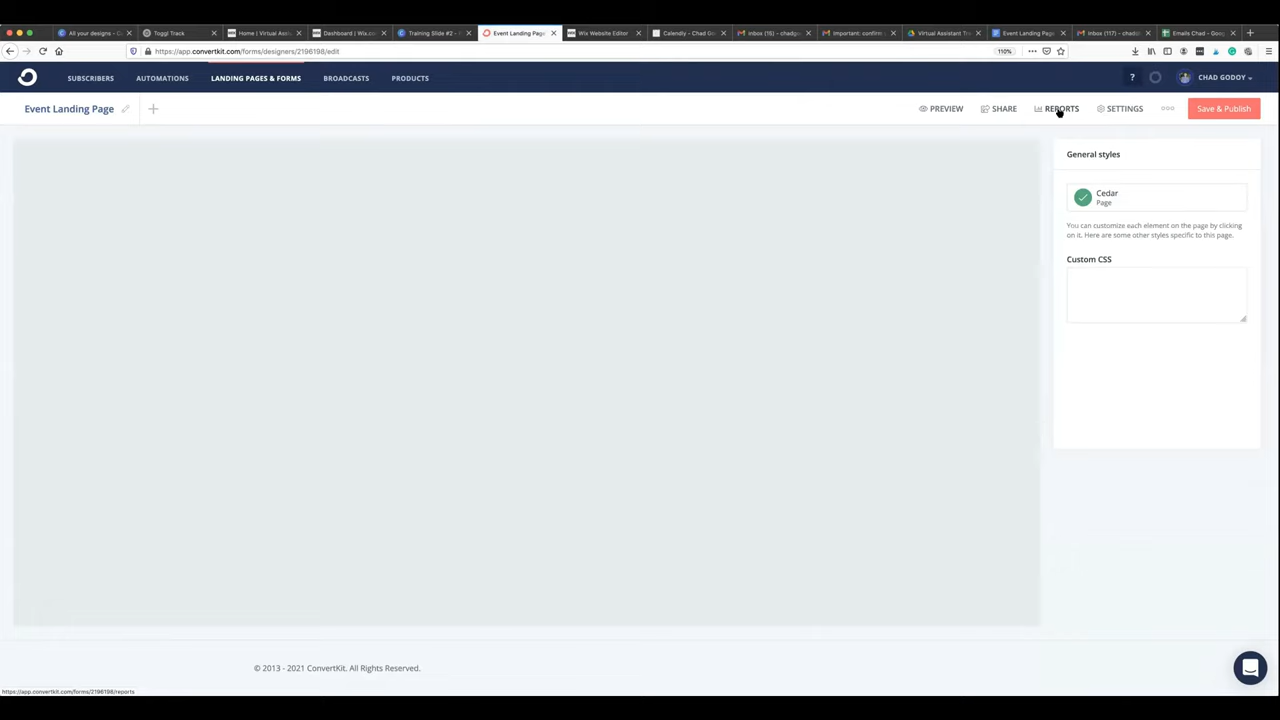 All your designs - C
Toggl Track
Home | Virtual Assi
Dashboard | Wix.co
Training Slide #2 - F
Event Landing Page
Wix Website Editor
Calendly - Chad Go
Inbox (15) - chadgo
Important: confirm
Virtual Assistant Tr
Event Landing Page
Inbox (117) - chad
Emails Chad - Goog
https://app.convertkit.com/forms/designers/2196198/edit
110%
SUBSCRIBERS
AUTOMATIONS
LANDING PAGES & FORMS
BROADCASTS
PRODUCTS
?
CHAD GODOY
Event Landing Page
PREVIEW
SHARE
REPORTS
SETTINGS
Save & Publish
General styles
Cedar
Page
You can customize each element on the page by clicking
on it. Here are some other styles specific to this page.
Custom CSS
© 2013 - 2021 ConvertKit. All Rights Reserved.
https://app.convertkit.com/forms/2196198/reports